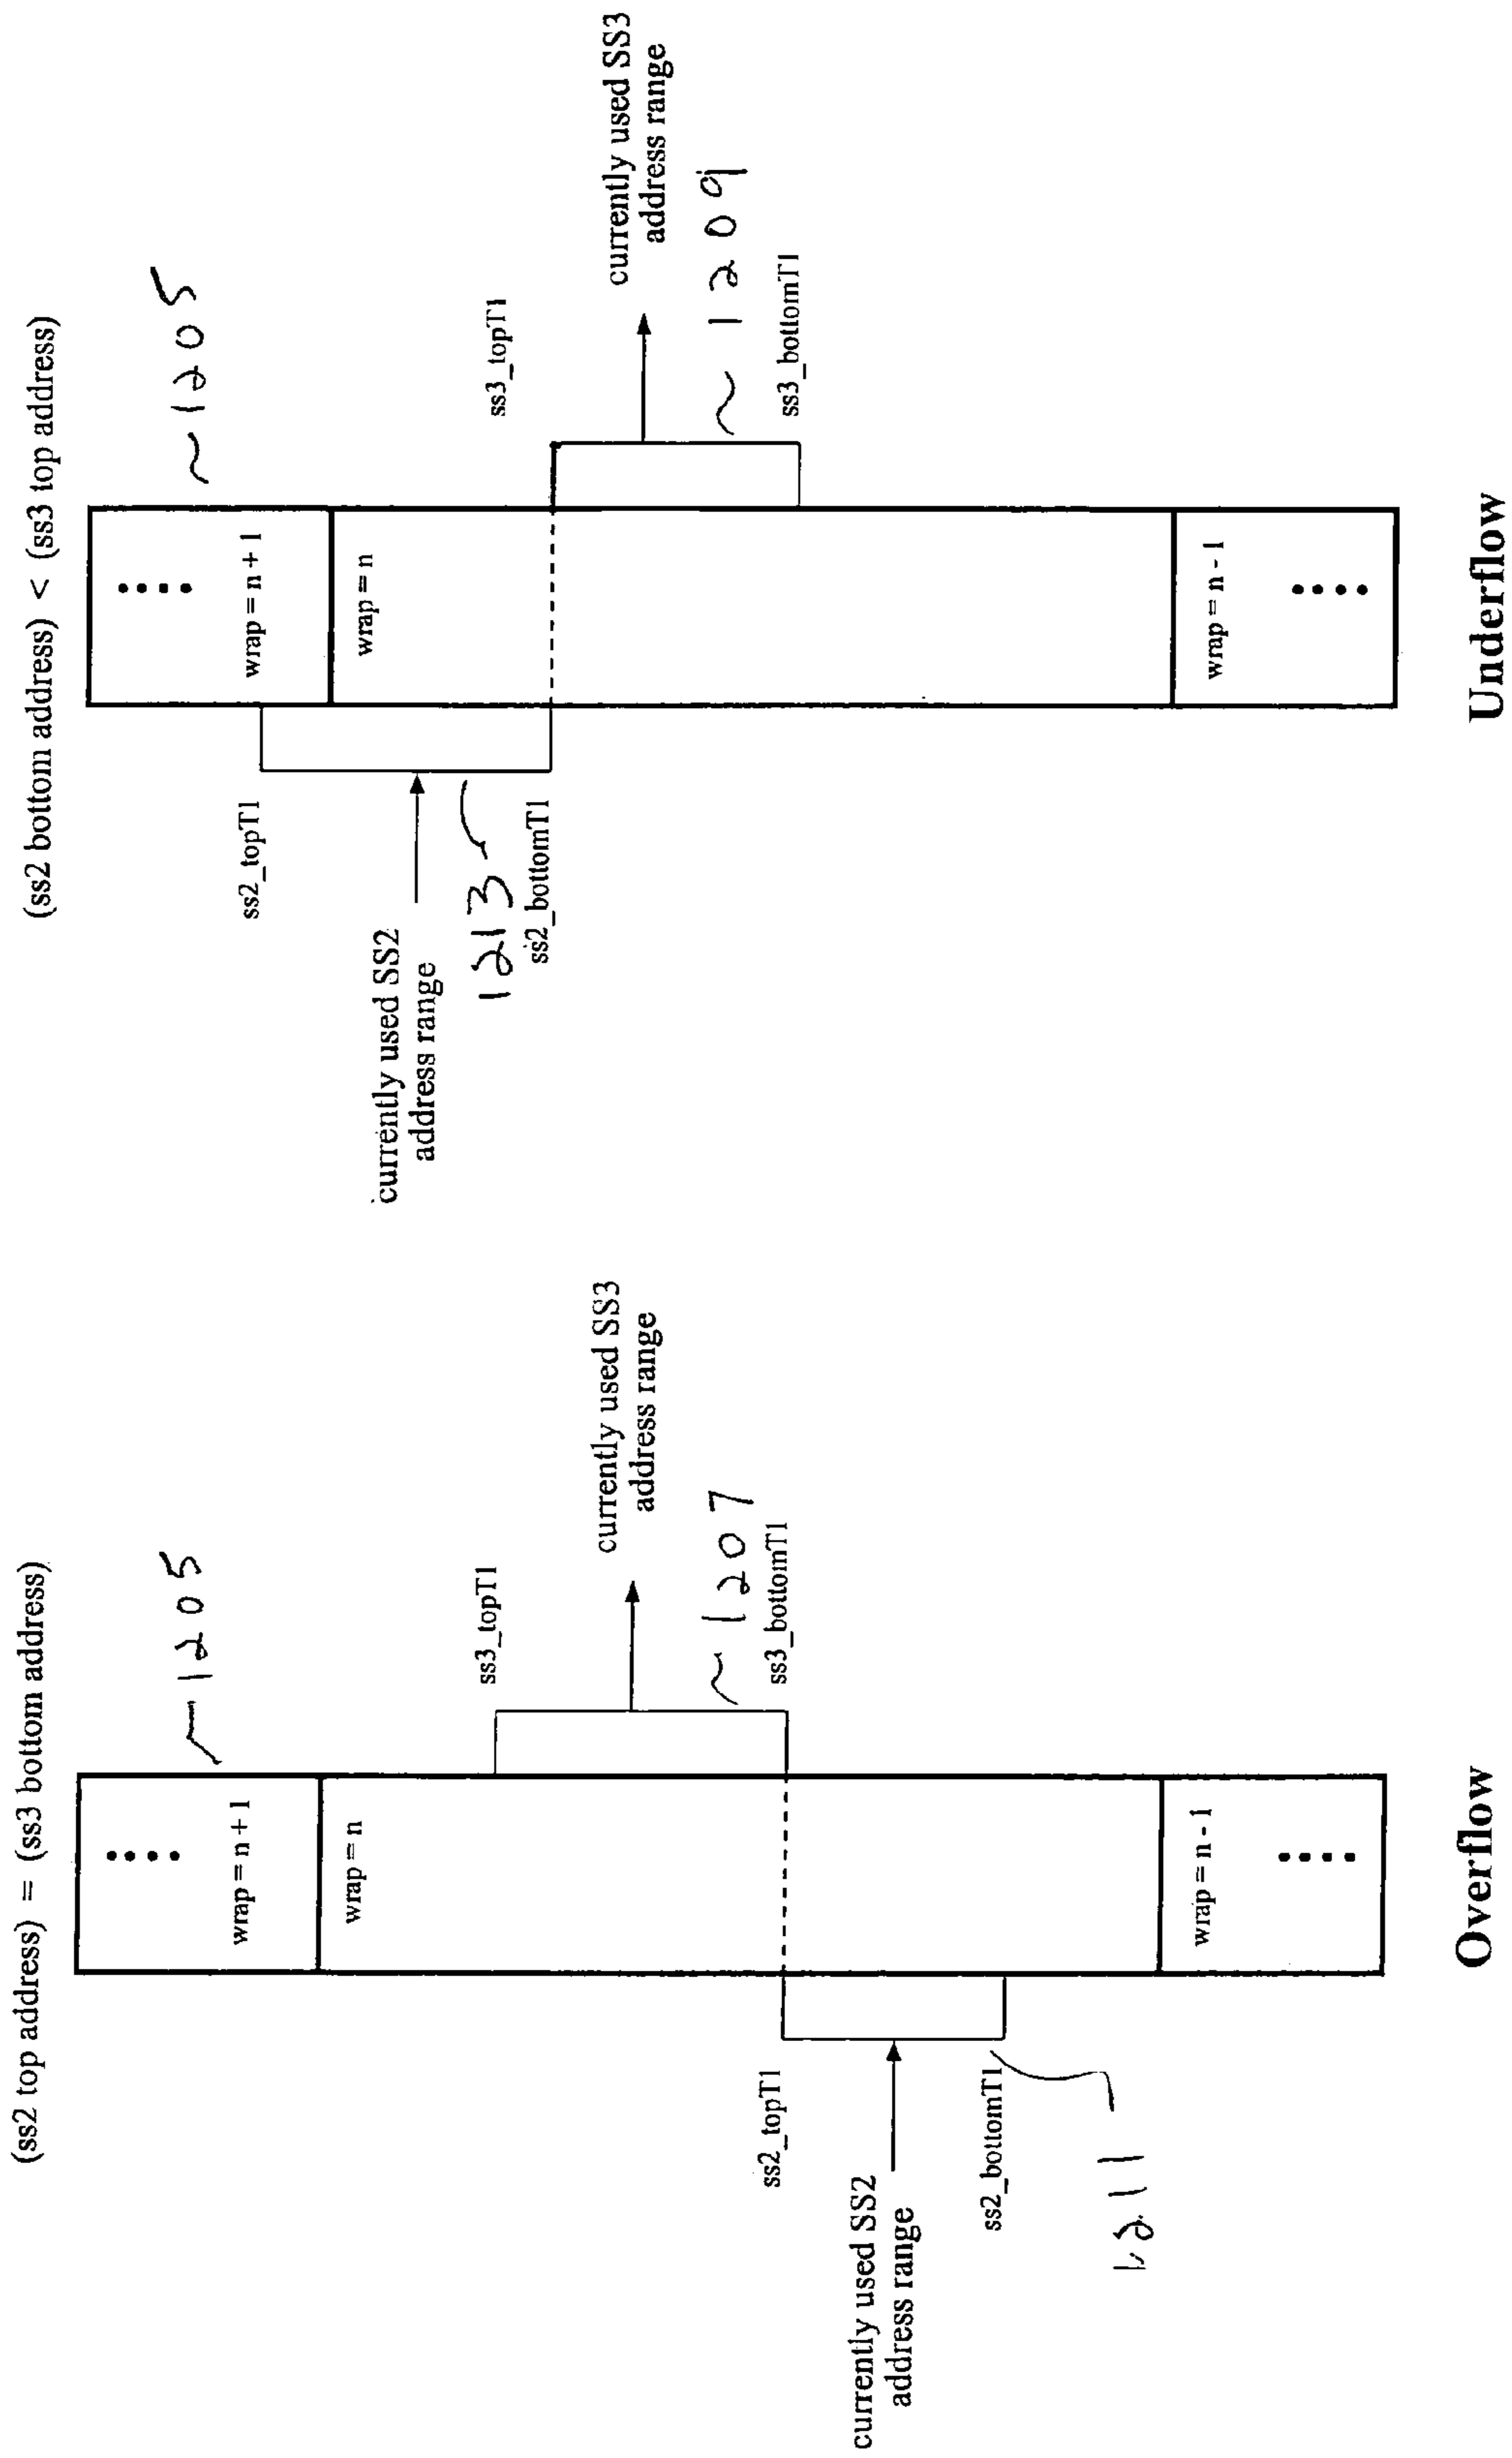 (ss2 top address) = (ss3 bottom address)
1205
wrap = n + 1
wrap = n
ss3_topT1
currently used SS3
address range
1207
ss3_bottomT1
ss2_topT1
currently used SS2
address range
ss2_bottomT1
1211
wrap = n - 1
Overflow
(ss2 bottom address) < (ss3 top address)
1205
wrap = n + 1
wrap = n
ss2_topT1
currently used SS2
address range
1213
ss2_bottomT1
ss3_topT1
currently used SS3
address range
1209
ss3_bottomT1
wrap = n - 1
Underflow